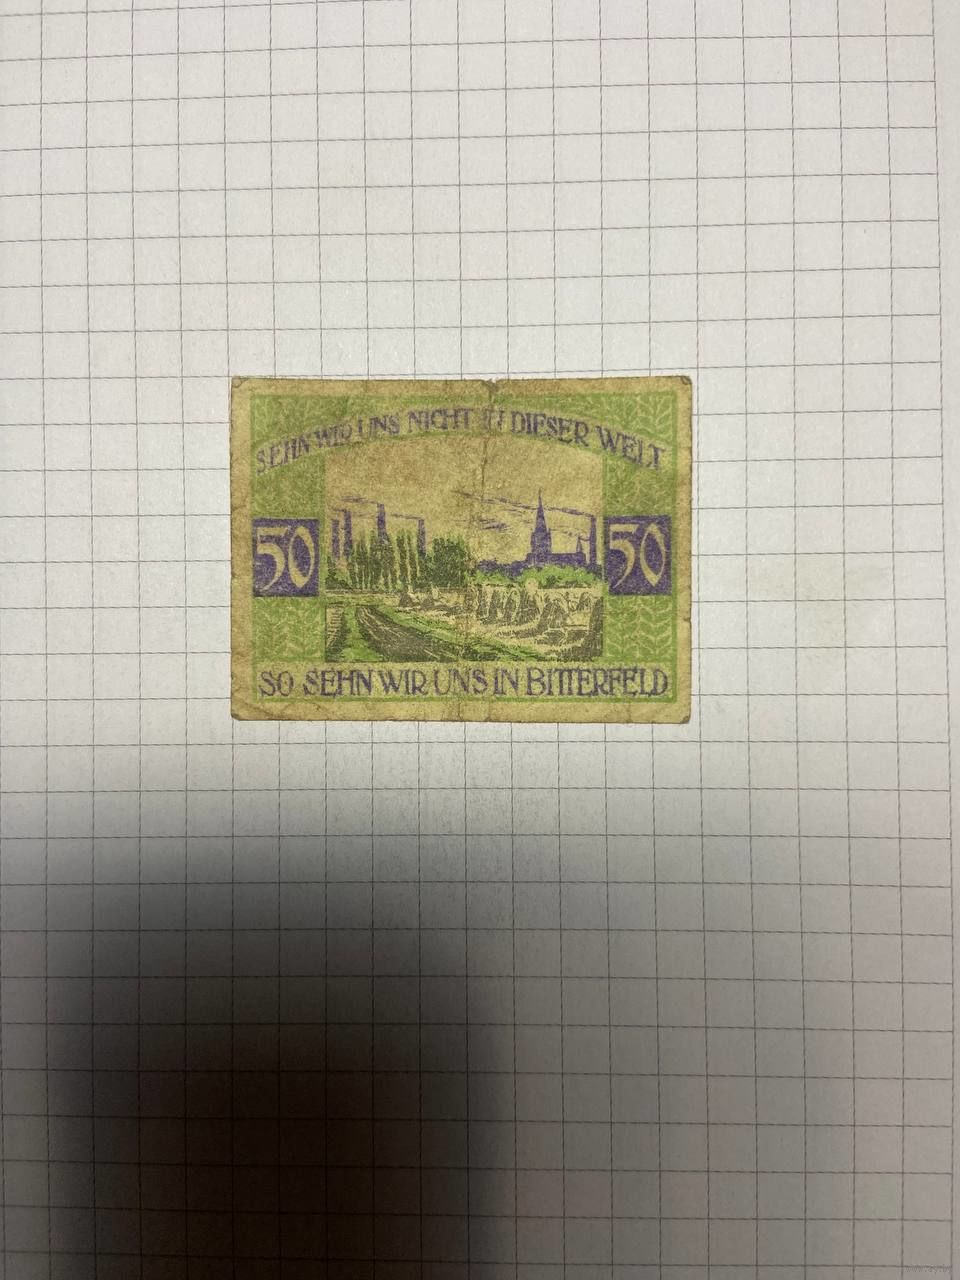 SEHN WIR UNS NICHT IN DIESER WELT
50 50
SO SEHN WIR UNS IN BITTERFELD